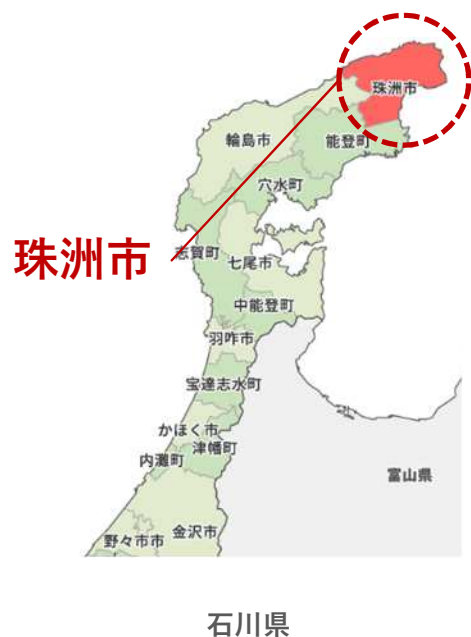 珠洲市
輪島市
能登町
穴水町
珠洲市
志賀町
七尾市
中能登町
羽咋市
宝達志水町
かほく市
津幡町
内灘町
富山県
金沢市
野々市市
石川県